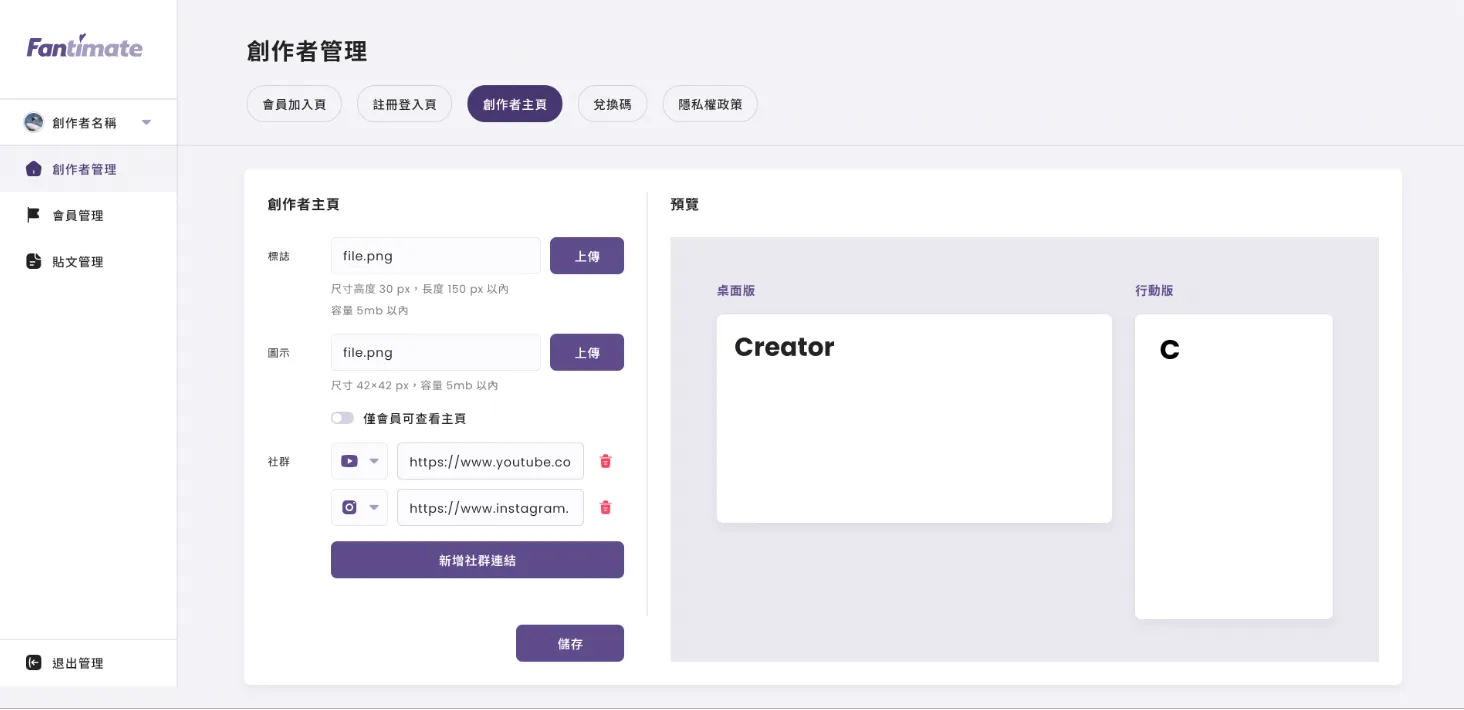 Fantimate
創作者名稱
創作者管理
會員管理
貼文管理
退出管理
創作者管理
會員加入頁
註冊登入頁
創作者主頁
兌換碼
隱私權政策
創作者主頁
標誌
file.png
上傳
尺寸高度 30 px，長度 150 px 以內
容量 5mb 以內
圖示
file.png
上傳
尺寸 42×42 px，容量 5mb 以內
僅會員可查看主頁
社群
https://www.youtube.co
https://www.instagram.
新增社群連結
儲存
預覽
桌面版
Creator
行動版
C